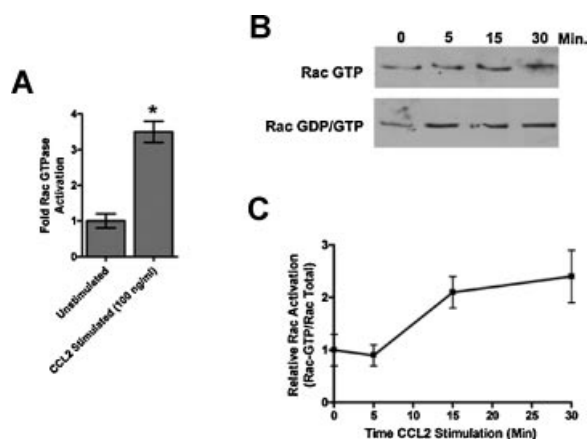 A
Fold Rac GTPase
Activation
4
3
2
1
0
*
Unstimulated
CCL2 Stimulated (100 ng/ml)
B
0 5 15 30 Min.
Rac GTP
Rac GDP/GTP
C
Relative Rac Activation
(Rac-GTP/Rac Total)
3
2
1
0
0 5 10 15 20 25 30
Time CCL2 Stimulation (Min)